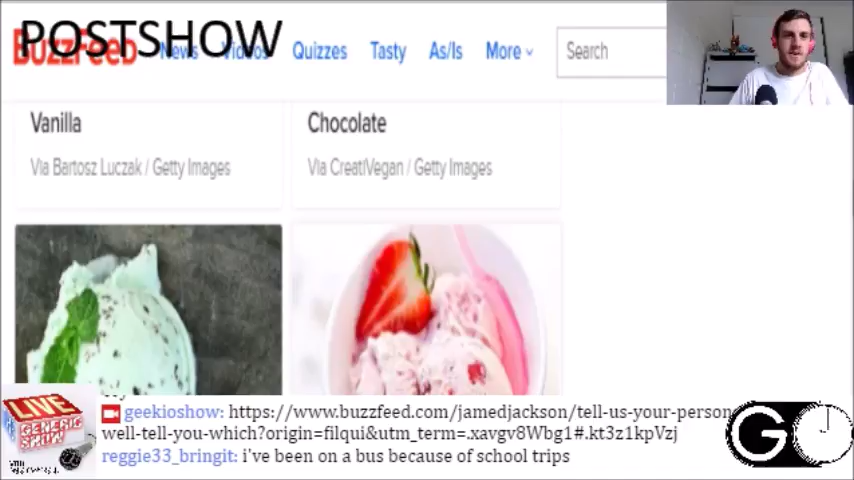 POSTSHOW
BuzzFeed News Videos Quizzes Tasty As/Is More Search
Vanilla Chocolate
Via Bartosz Luczak / Getty Images Via CreatiVegan / Getty Images
geekioshow: https://www.buzzfeed.com/jamedjackson/tell-us-your-person
well-tell-you-which?origin=filqui&utm_term=.xavgv8Wbg1#.kt3z1kpVzj
reggie33_bringit: i've been on a bus because of school trips
LIVE
GENERIC
SHOW
G